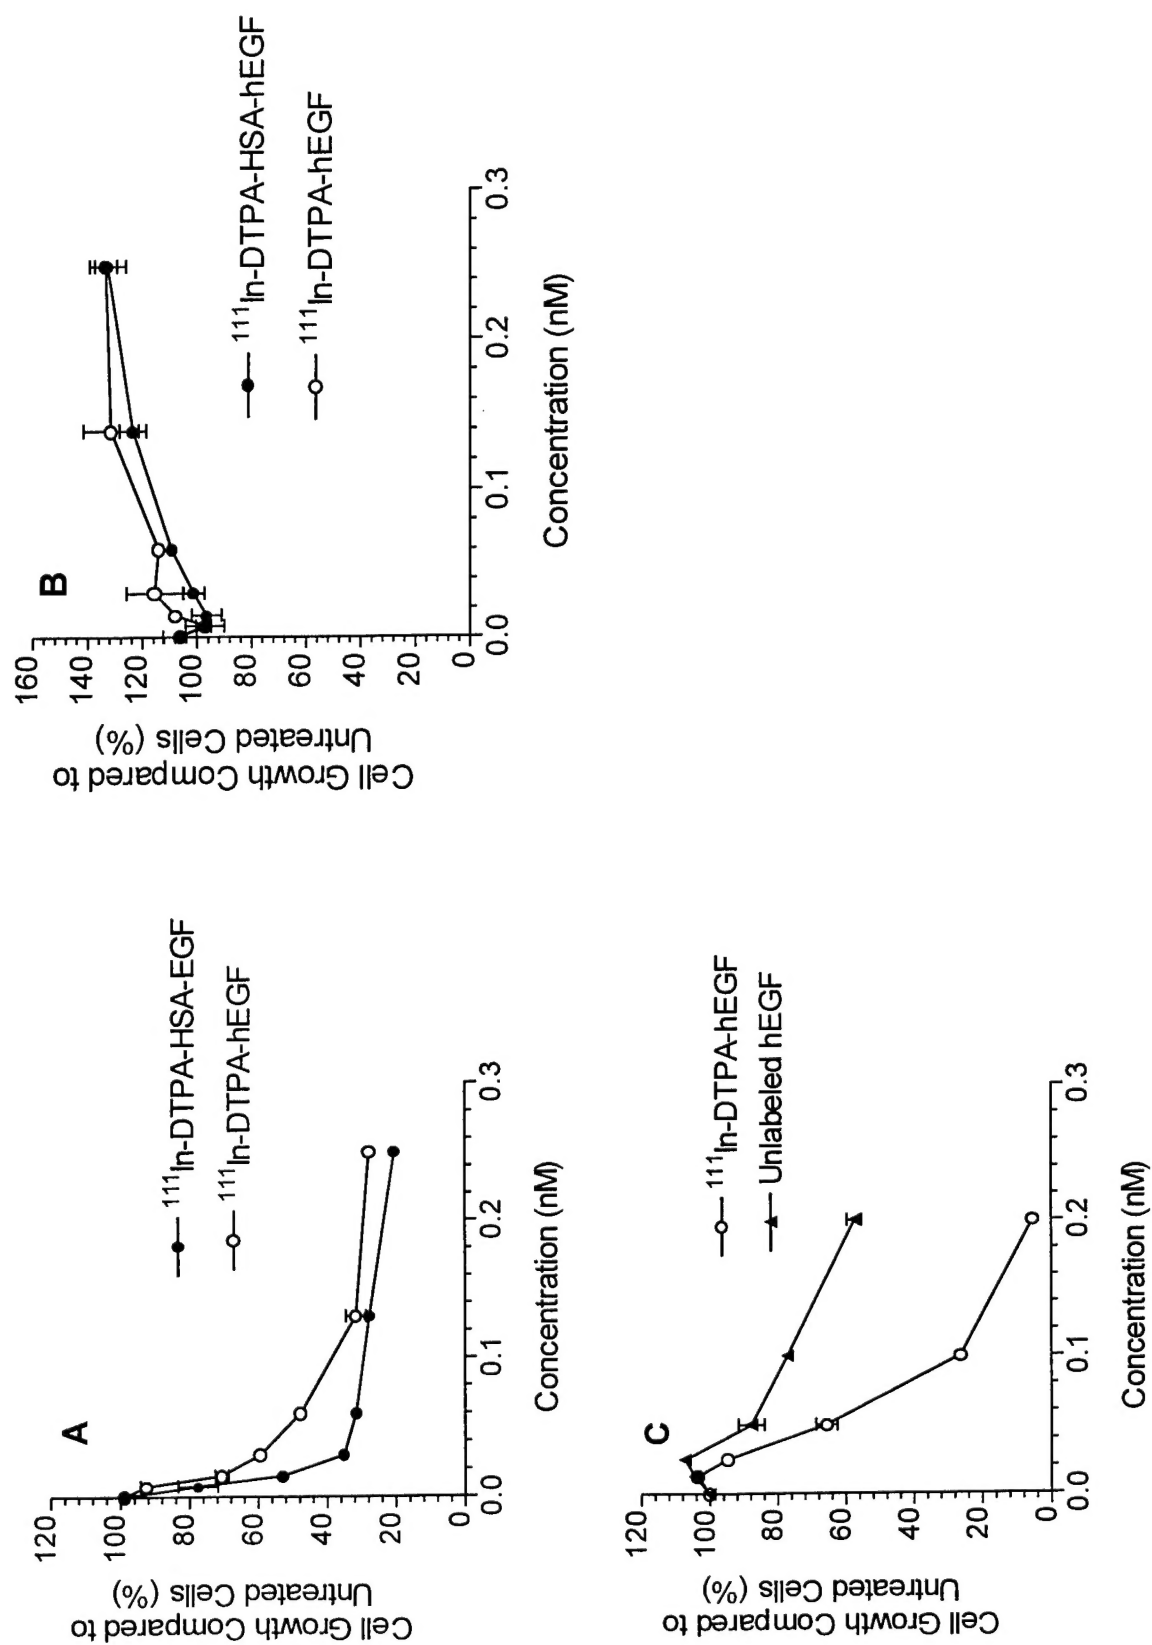 A
120
100
80
60
40
20
0
Cell Growth Compared to
Untreated Cells (%)
0.0
0.1
0.2
0.3
Concentration (nM)
111In-DTPA-HSA-EGF
111In-DTPA-hEGF
B
160
140
120
100
80
60
40
20
0
Cell Growth Compared to
Untreated Cells (%)
0.0
0.1
0.2
0.3
Concentration (nM)
111In-DTPA-HSA-hEGF
111In-DTPA-hEGF
C
120
100
80
60
40
20
0
Cell Growth Compared to
Untreated Cells (%)
0.0
0.1
0.2
0.3
Concentration (nM)
111In-DTPA-hEGF
Unlabeled hEGF